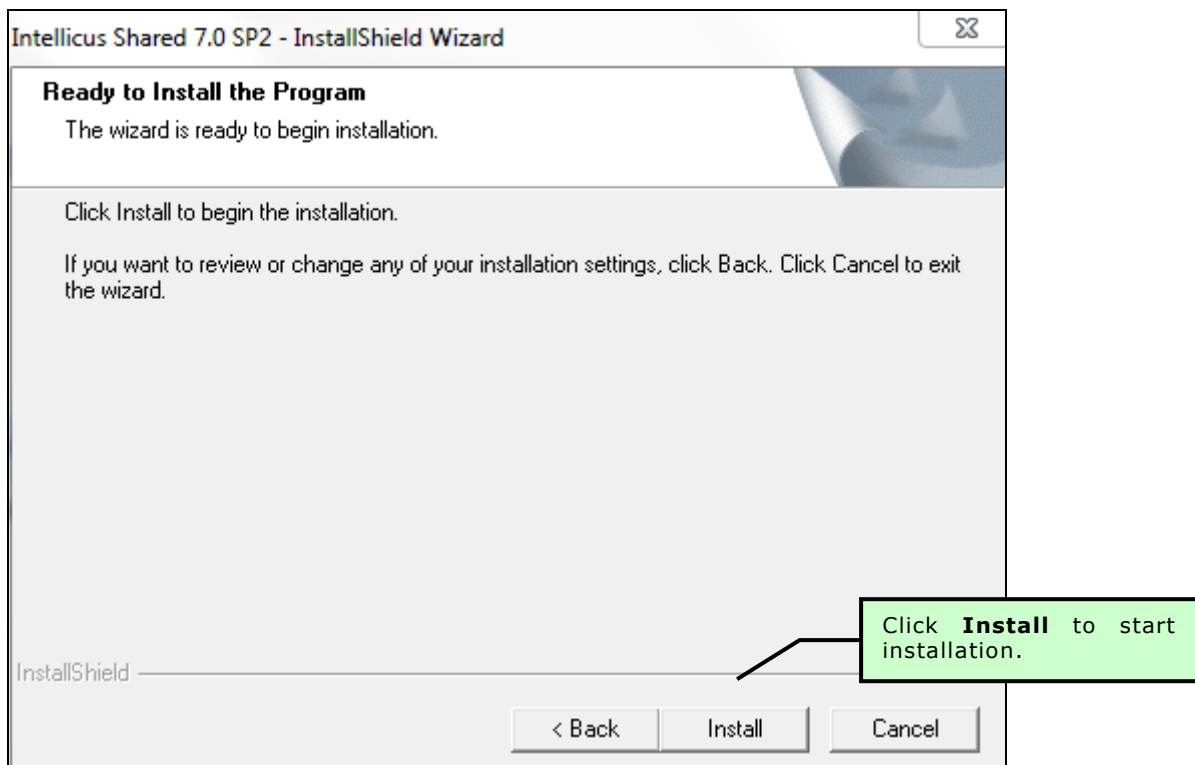 Intellicus Shared 7.0 SP2 - InstallShield Wizard
Ready to Install the Program
The wizard is ready to begin installation.
Click Install to begin the installation.
If you want to review or change any of your installation settings, click Back. Click Cancel to exit
the wizard.
Click Install to start
installation.
InstallShield
< Back
Install
Cancel